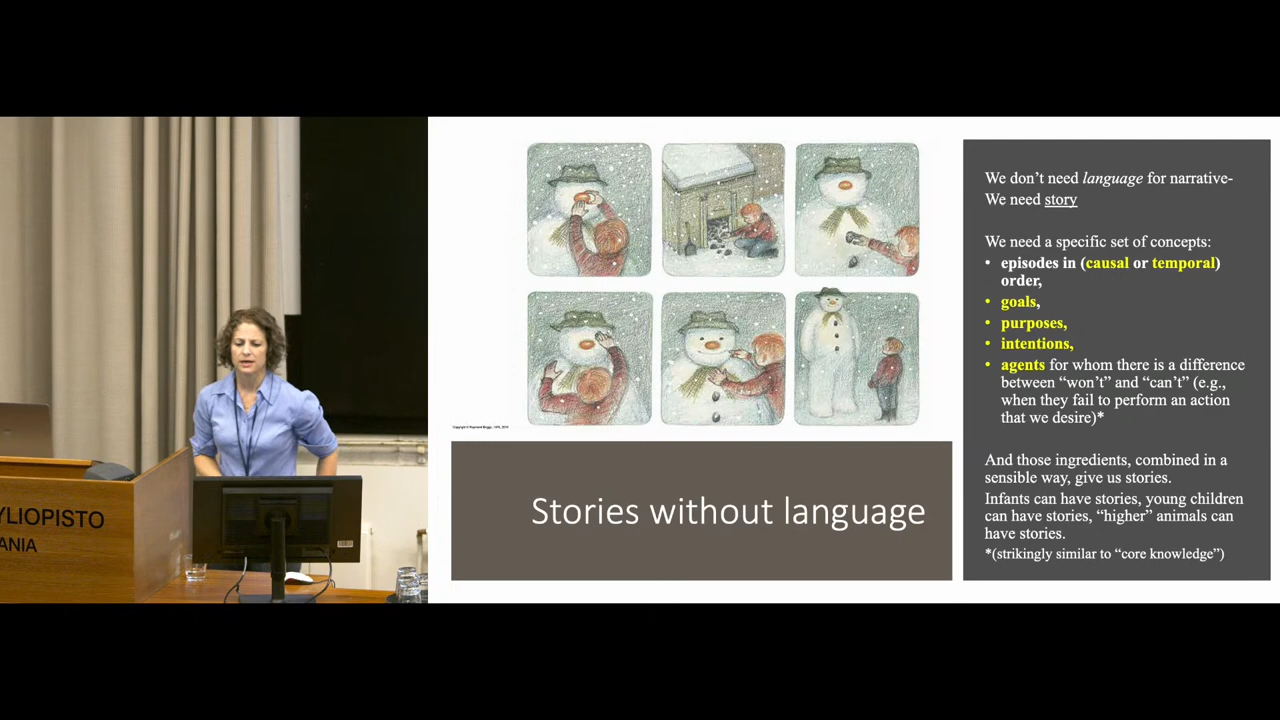 YLIOPISTO
ANIA
Stories without language
We don’t need language for narrative-
We need story
We need a specific set of concepts:
• episodes in (causal or temporal)
order,
• goals,
• purposes,
• intentions,
• agents for whom there is a difference
between “won’t” and “can’t” (e.g.,
when they fail to perform an action
that we desire)*
And those ingredients, combined in a
sensible way, give us stories.
Infants can have stories, young children
can have stories, “higher” animals can
have stories.
*(strikingly similar to “core knowledge”)